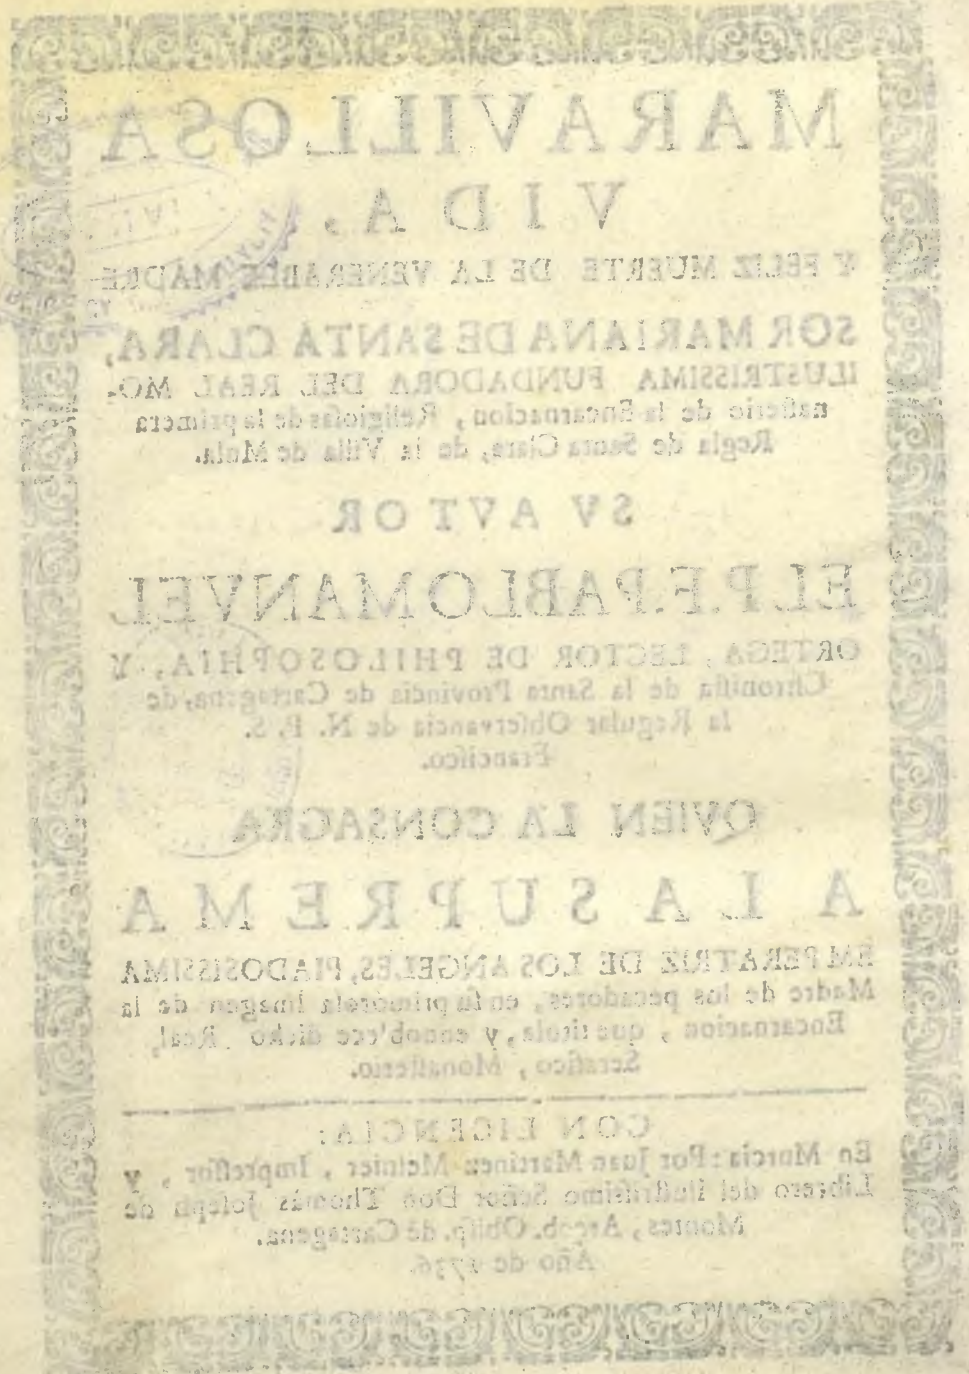 MARAVILLOSA
VIDA,
Y FELIZ MUERTE DE LA VENERABLE MADRE
SOR MARIANA DE SANTA CLARA,
ILUSTRISSIMA FUNDADORA DEL REAL MO-
nasterio de la Encarnacion, Religiosas de la primera
Regla de Santa Clara, de la Villa de Mula.
SV AVTOR
EL P. F. PABLO MANVEL
ORTEGA, LECTOR DE PHILOSOPHIA, Y
Chronista de la Santa Provincia de Cartagena, de
la Regular Observancia de N. P. S.
Francisco.
QVIEN LA CONSAGRA
A LA SUPREMA
EMPERATRIZ DE LOS ANGELES, PIADOSISSIMA
Madre de los pecadores, en su primorosa Imagen de la
Encarnacion, que titula, y ennoblece dicho Real,
Serafico, Monasterio.
CON LICENCIA:
En Murcia: Por Juan Martinez Mesnier, Impressor, y
Librero del Ilustrissimo Señor Don Thomás Joseph de
Montes, Arçob. Obisp. de Cartagena.
Año de 1736.